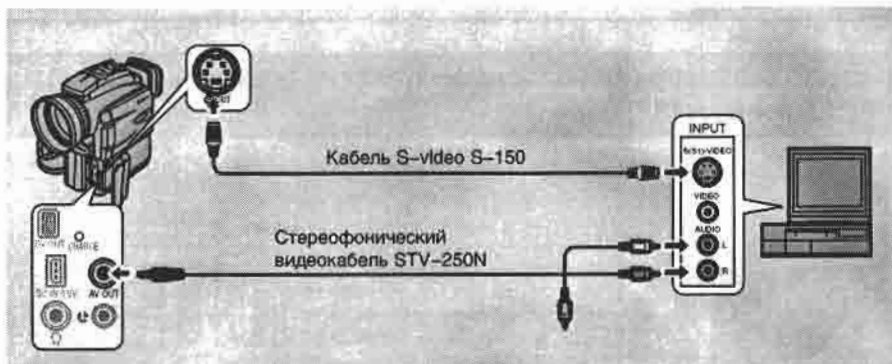 INPUT
S(S1)-VIDEO
Кабель S-video S-150
VIDEO
AUDIO
L
Стереофонический
видеокабель STV-250N
R
CHARGE
AV OUT